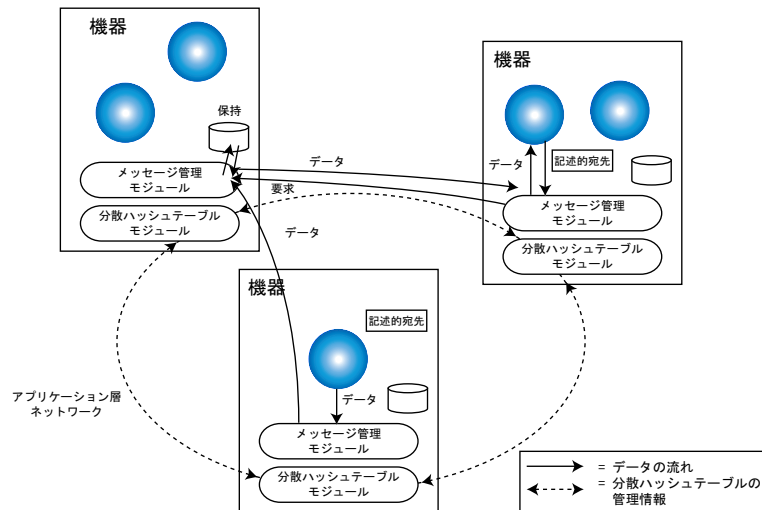 機器
保持
メッセージ管理
モジュール
分散ハッシュテーブル
モジュール
データ
要求
データ
機器
データ
記述的宛先
メッセージ管理
モジュール
分散ハッシュテーブル
モジュール
機器
記述的宛先
データ
メッセージ管理
モジュール
分散ハッシュテーブル
モジュール
アプリケーション層
ネットワーク
= データの流れ
= 分散ハッシュテーブルの
管理情報